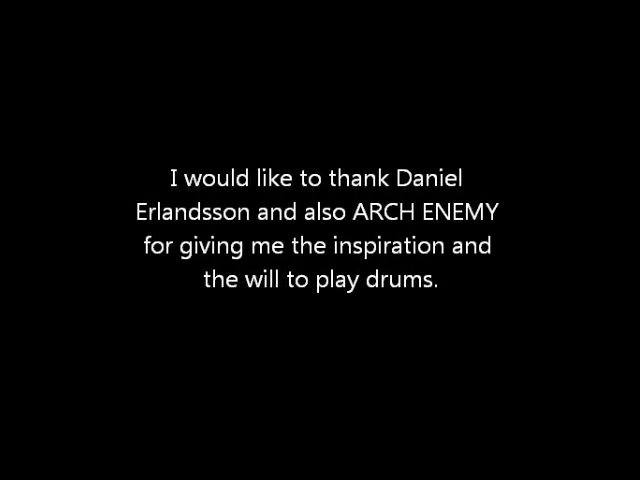 I would like to thank Daniel
Erlandsson and also ARCH ENEMY
for giving me the inspiration and
the will to play drums.